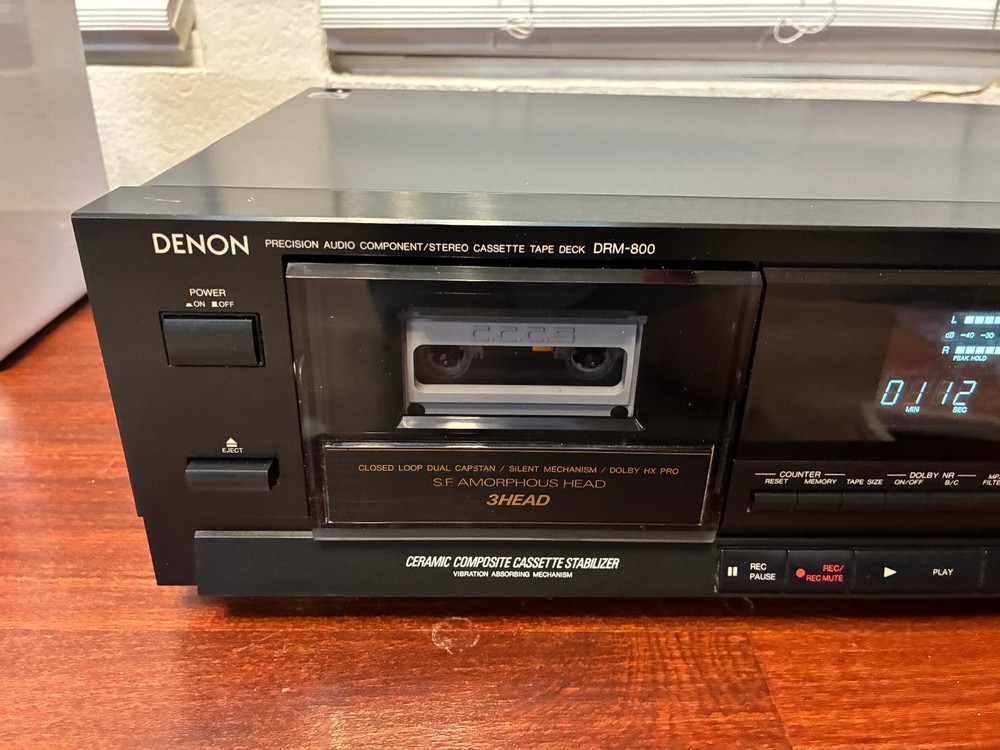 DENON PRECISION AUDIO COMPONENT/STEREO CASSETTE TAPE DECK DRM-800
POWER
ON OFF
EJECT
C.C.C.S
CLOSED LOOP DUAL CAPSTAN / SILENT MECHANISM / DOLBY HX PRO
S.F. AMORPHOUS HEAD
3HEAD
CERAMIC COMPOSITE CASSETTE STABILIZER
VIBRATION ABSORBING MECHANISM
L
dB -40 -30
R
PEAK HOLD
01 12
MIN SEC
COUNTER DOLBY NR
RESET MEMORY TAPE SIZE ON/OFF B/C
REC PAUSE
REC/ REC MUTE
PLAY